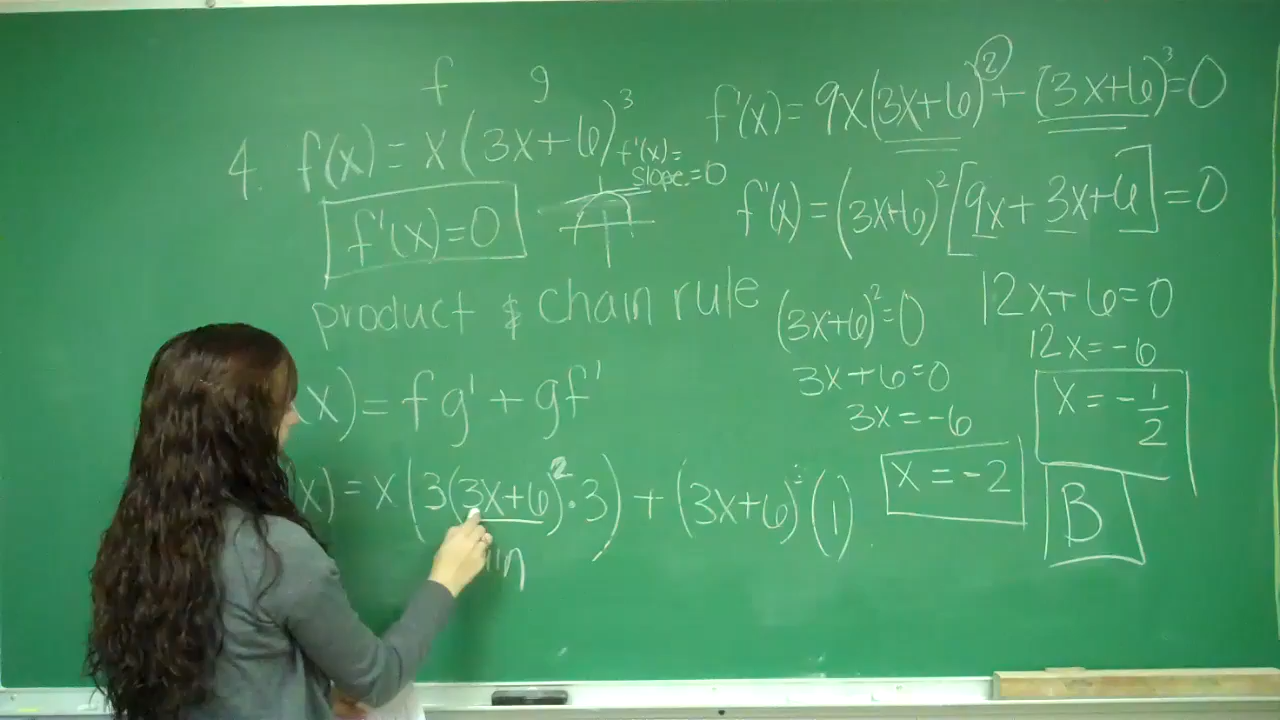 f g
4. f(x) = x(3x+6)³
f'(x)=
slope=0
f'(x)=0
product & chain rule
x) = fg' + gf'
x) = x(3(3x+6)²·3) + (3x+6)³(1)
in
f'(x) = 9x(3x+6)² + (3x+6)³=0
f'(x) = (3x+6)²[9x+3x+6]=0
(3x+6)²=0
3x+6=0
3x=-6
x=-2
12x+6=0
12x=-6
x=-1/2
B